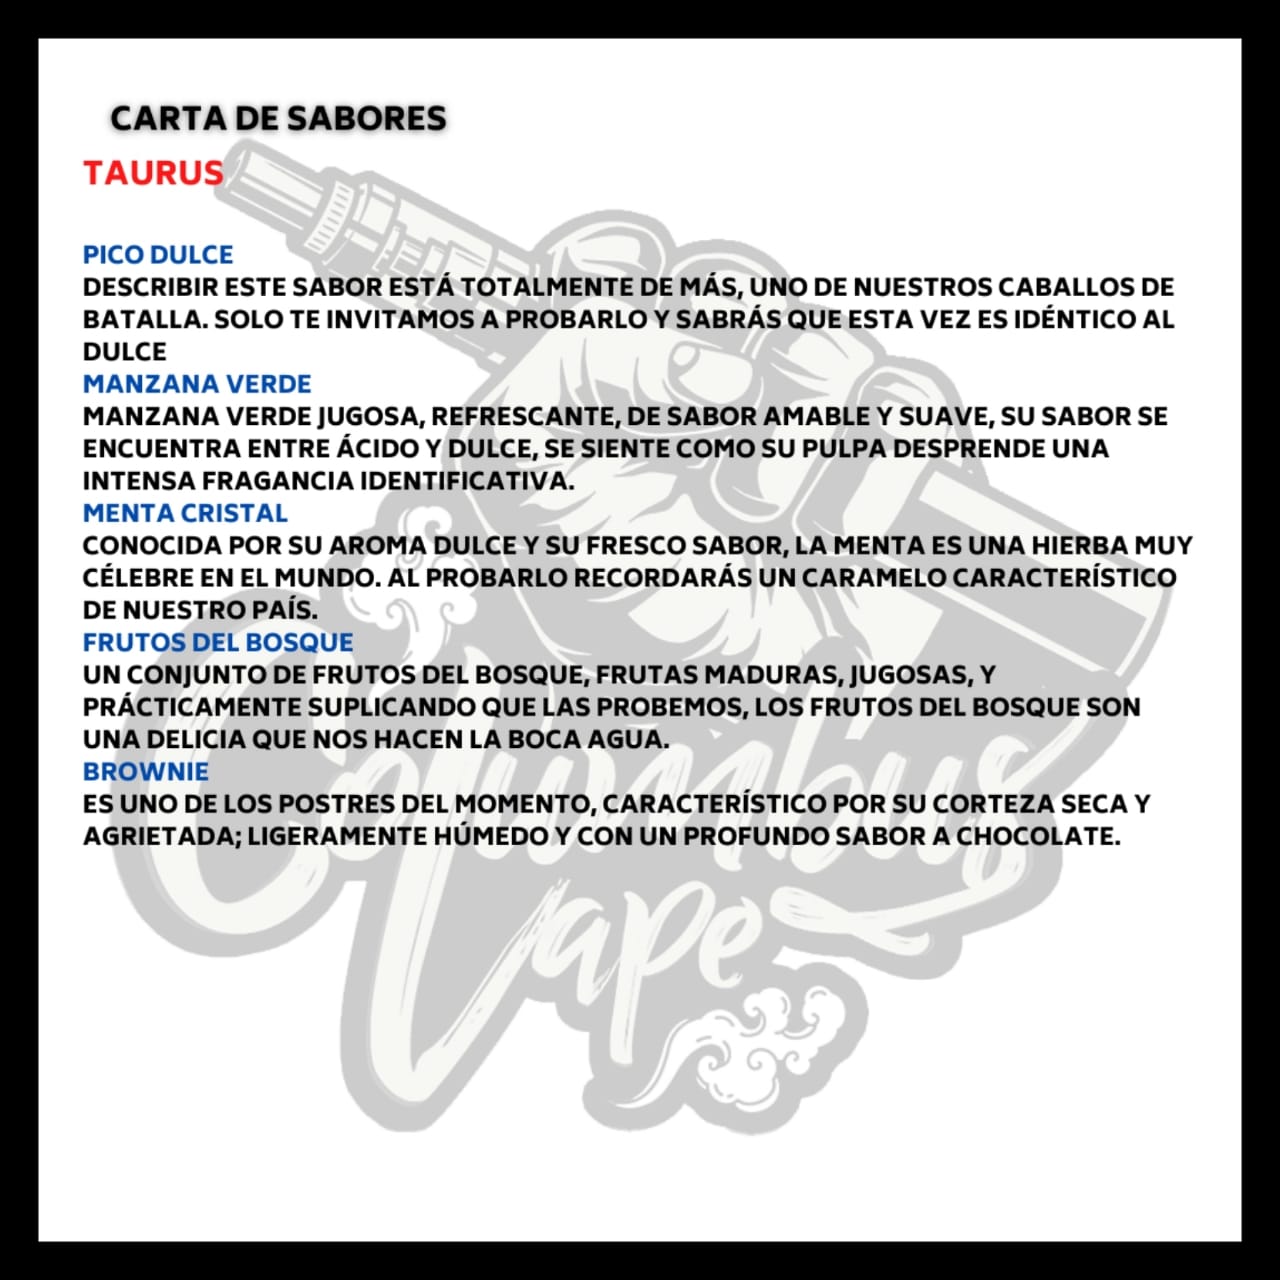 CARTA DE SABORES
TAURUS
PICO DULCE
DESCRIBIR ESTE SABOR ESTÁ TOTALMENTE DE MÁS, UNO DE NUESTROS CABALLOS DE
BATALLA. SOLO TE INVITAMOS A PROBARLO Y SABRÁS QUE ESTA VEZ ES IDÉNTICO AL
DULCE
MANZANA VERDE
MANZANA VERDE JUGOSA, REFRESCANTE, DE SABOR AMABLE Y SUAVE, SU SABOR SE
ENCUENTRA ENTRE ÁCIDO Y DULCE, SE SIENTE COMO SU PULPA DESPRENDE UNA
INTENSA FRAGANCIA IDENTIFICATIVA.
MENTA CRISTAL
CONOCIDA POR SU AROMA DULCE Y SU FRESCO SABOR, LA MENTA ES UNA HIERBA MUY
CÉLEBRE EN EL MUNDO. AL PROBARLO RECORDARÁS UN CARAMELO CARACTERÍSTICO
DE NUESTRO PAÍS.
FRUTOS DEL BOSQUE
UN CONJUNTO DE FRUTOS DEL BOSQUE, FRUTAS MADURAS, JUGOSAS, Y
PRÁCTICAMENTE SUPLICANDO QUE LAS PROBEMOS, LOS FRUTOS DEL BOSQUE SON
UNA DELICIA QUE NOS HACEN LA BOCA AGUA.
BROWNIE
ES UNO DE LOS POSTRES DEL MOMENTO, CARACTERÍSTICO POR SU CORTEZA SECA Y
AGRIETADA; LIGERAMENTE HÚMEDO Y CON UN PROFUNDO SABOR A CHOCOLATE.
Columbus
Vape